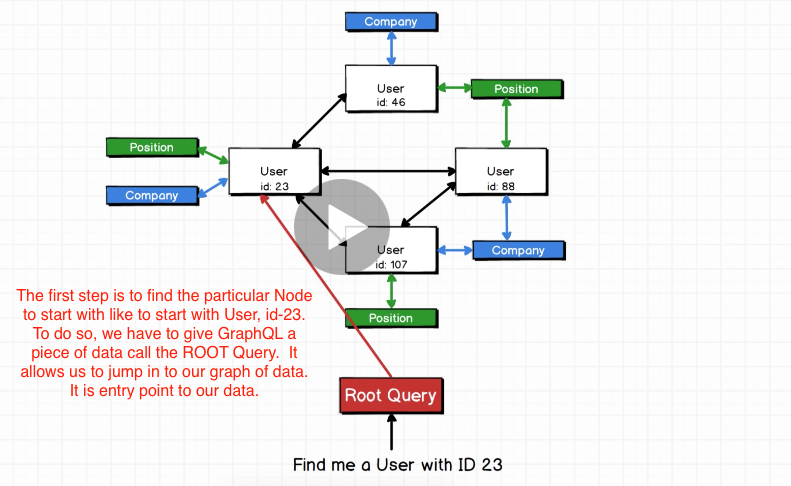 Company
User
id: 46
Position
Position
Company
User
id: 23
User
id: 88
User
id: 107
Company
Position
The first step is to find the particular Node
to start with like to start with User, id-23.
To do so, we have to give GraphQL a
piece of data call the ROOT Query.  It
allows us to jump in to our graph of data.
It is entry point to our data.
Root Query
Find me a User with ID 23